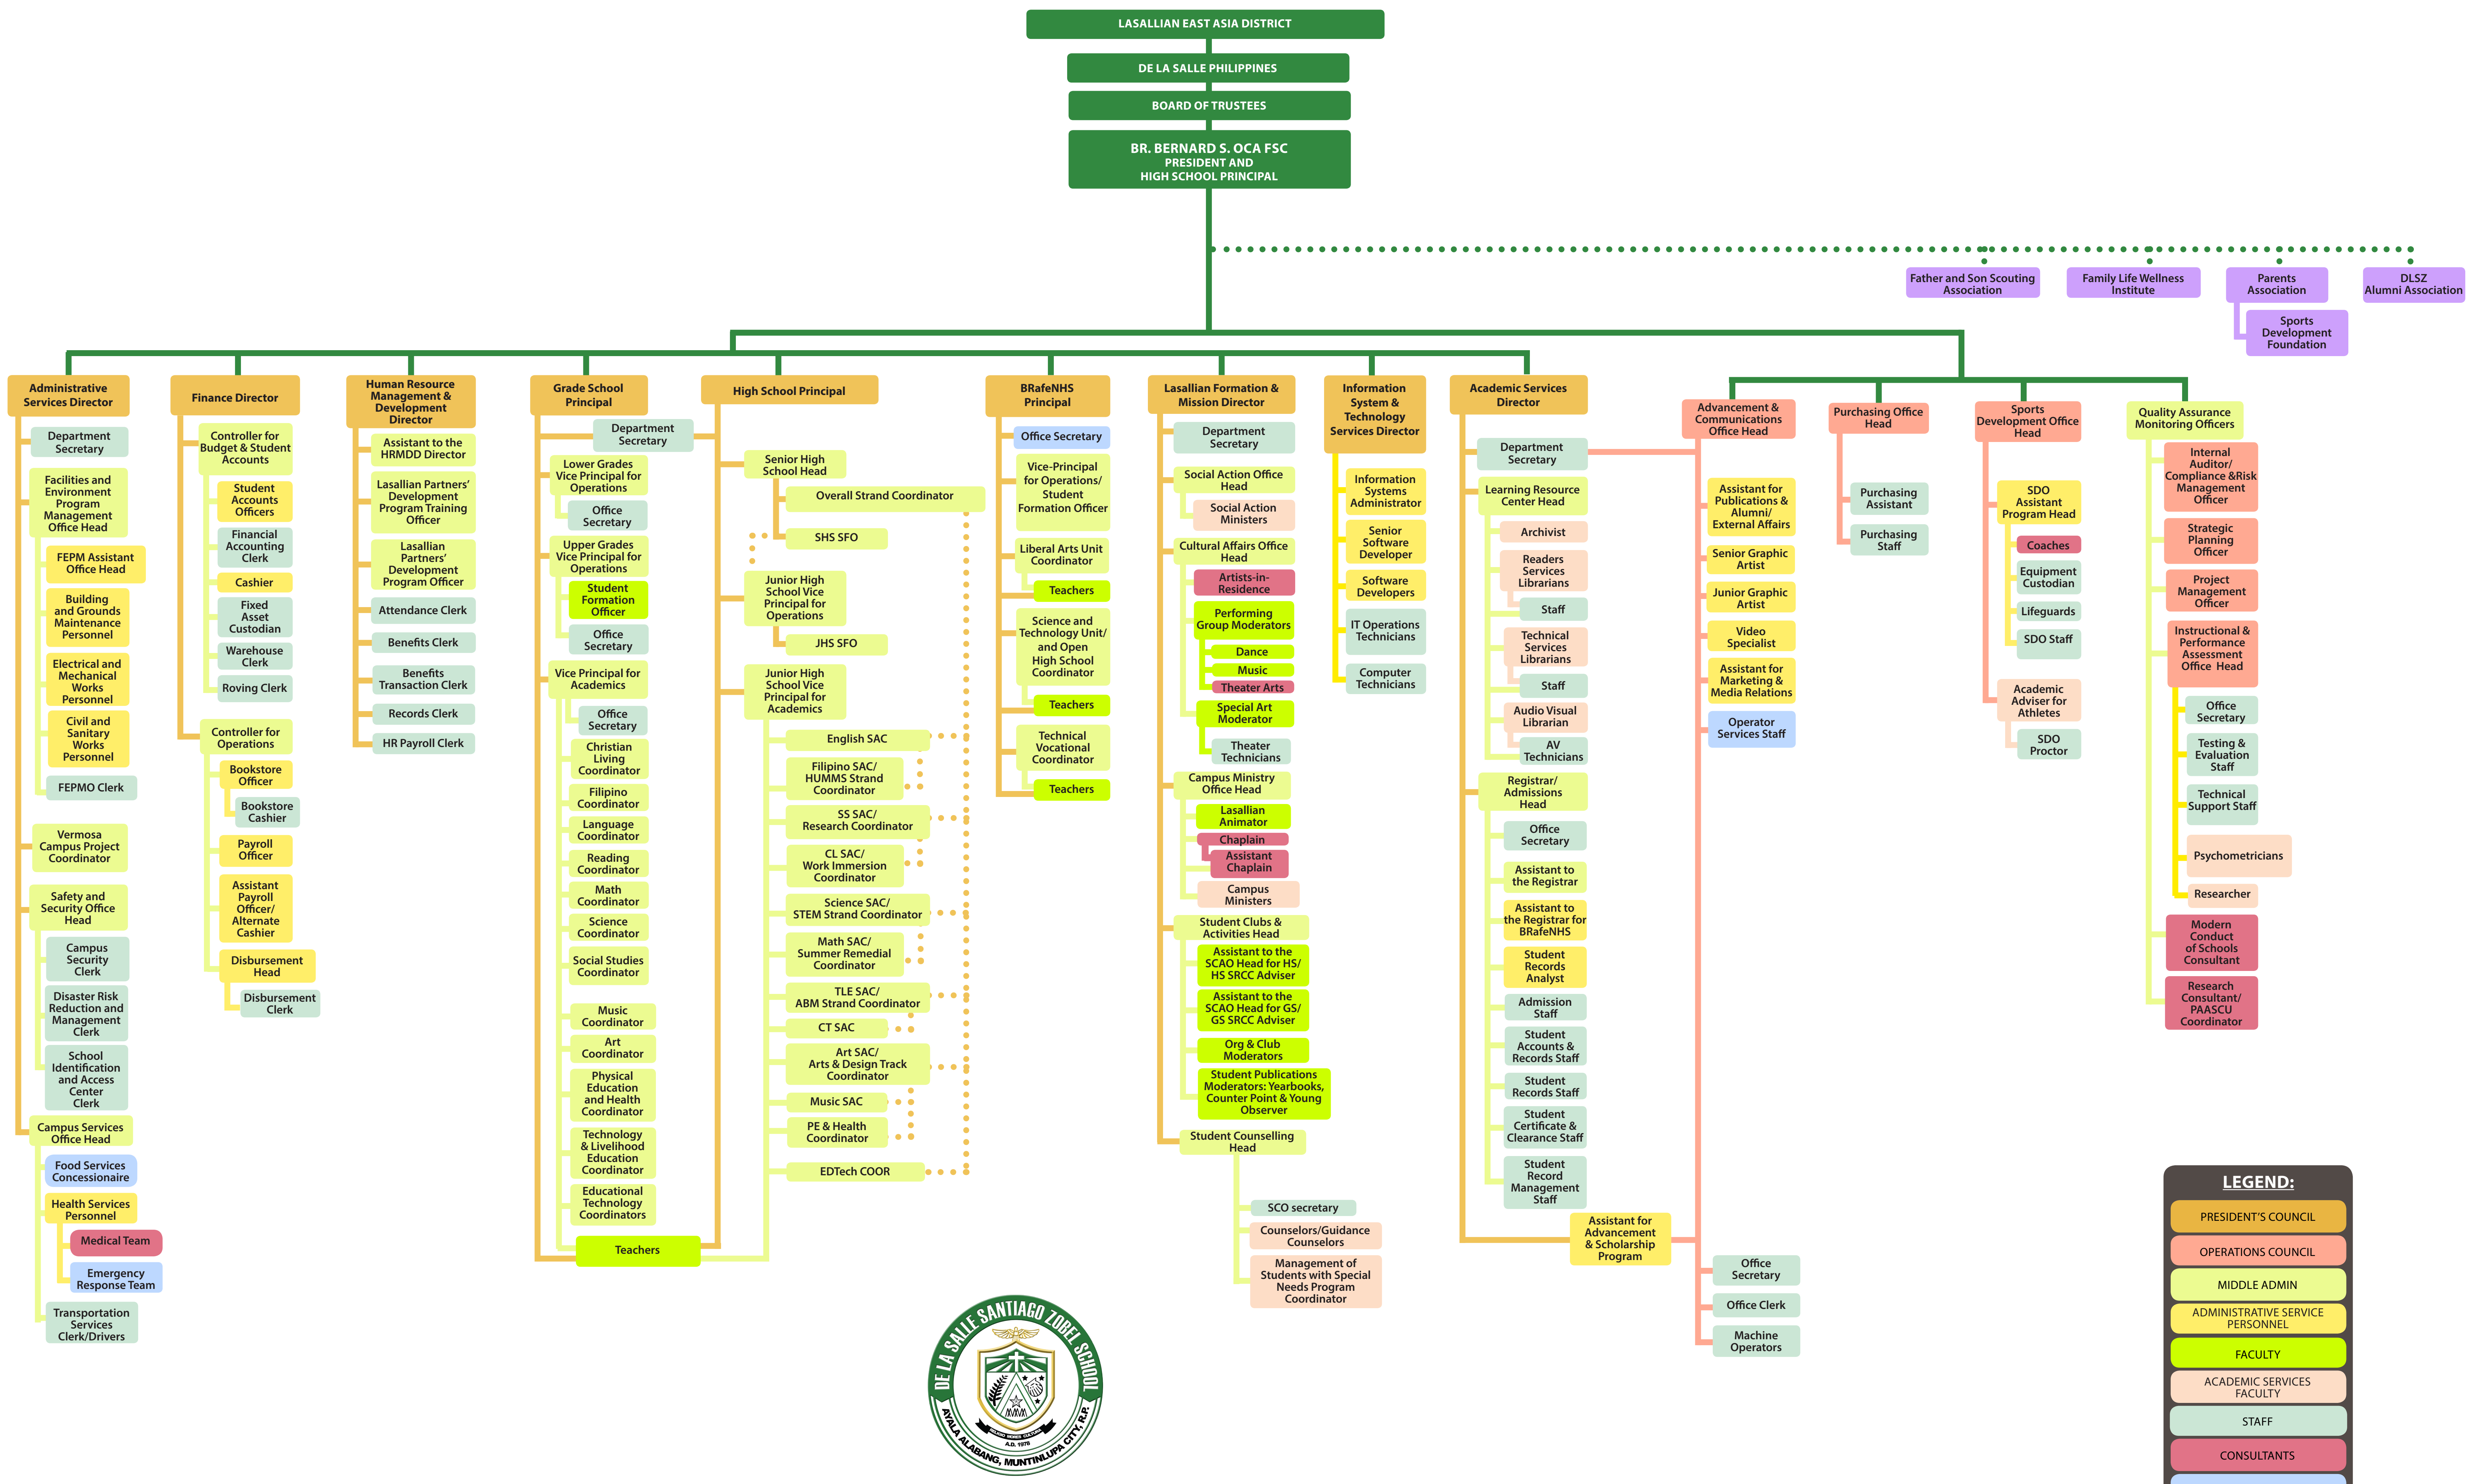 LASALLIAN EAST ASIA DISTRICT
DE LA SALLE PHILIPPINES
BOARD OF TRUSTEES
BR. BERNARD S. OCA FSC
PRESIDENT AND
HIGH SCHOOL PRINCIPAL
Father and Son Scouting
Association
Family Life Wellness
Institute
Parents
Association
DLSZ
Alumni Association
Sports
Development
Foundation
Administrative
Services Director
Department
Secretary
Facilities and
Environment
Program
Management
Office Head
FEPM Assistant
Office Head
Building
and Grounds
Maintenance
Personnel
Electrical and
Mechanical
Works
Personnel
Civil and
Sanitary
Works
Personnel
FEPMO Clerk
Vermosa
Campus Project
Coordinator
Safety and
Security Office
Head
Campus
Security
Clerk
Disaster Risk
Reduction and
Management
Clerk
School
Identification
and Access
Center
Clerk
Campus Services
Office Head
Food Services
Concessionaire
Health Services
Personnel
Medical Team
Emergency
Response Team
Transportation
Services
Clerk/Drivers
Finance Director
Controller for
Budget & Student
Accounts
Student
Accounts
Officers
Financial
Accounting
Clerk
Cashier
Fixed
Asset
Custodian
Warehouse
Clerk
Roving Clerk
Controller for
Operations
Bookstore
Officer
Bookstore
Cashier
Payroll
Officer
Assistant
Payroll
Officer/
Alternate
Cashier
Disbursement
Head
Disbursement
Clerk
Human Resource
Management &
Development
Director
Assistant to the
HRMDD Director
Lasallian Partners’
Development
Program Training
Officer
Lasallian
Partners’
Development
Program Officer
Attendance Clerk
Benefits Clerk
Benefits
Transaction Clerk
Records Clerk
HR Payroll Clerk
Grade School
Principal
Department
Secretary
Lower Grades
Vice Principal for
Operations
Office
Secretary
Upper Grades
Vice Principal for
Operations
Student
Formation
Officer
Office
Secretary
Vice Principal for
Academics
Office
Secretary
Christian
Living
Coordinator
Filipino
Coordinator
Language
Coordinator
Reading
Coordinator
Math
Coordinator
Science
Coordinator
Social Studies
Coordinator
Music
Coordinator
Art
Coordinator
Physical
Education
and Health
Coordinator
Technology
& Livelihood
Education
Coordinator
Educational
Technology
Coordinators
Teachers
High School Principal
Senior High
School Head
Overall Strand Coordinator
SHS SFO
Junior High
School Vice
Principal for
Operations
JHS SFO
Junior High
School Vice
Principal for
Academics
English SAC
Filipino SAC/
HUMMS Strand
Coordinator
SS SAC/
Research Coordinator
CL SAC/
Work Immersion
Coordinator
Science SAC/
STEM Strand Coordinator
Math SAC/
Summer Remedial
Coordinator
TLE SAC/
ABM Strand Coordinator
CT SAC
Art SAC/
Arts & Design Track
Coordinator
Music SAC
PE & Health
Coordinator
EDTech COOR
BRafeNHS
Principal
Office Secretary
Vice-Principal
for Operations/
Student
Formation Officer
Liberal Arts Unit
Coordinator
Teachers
Science and
Technology Unit/
and Open
High School
Coordinator
Teachers
Technical
Vocational
Coordinator
Teachers
Lasallian Formation &
Mission Director
Department
Secretary
Social Action Office
Head
Social Action
Ministers
Cultural Affairs Office
Head
Artists-in-
Residence
Performing
Group Moderators
Dance
Music
Theater Arts
Special Art
Moderator
Theater
Technicians
Campus Ministry
Office Head
Lasallian
Animator
Chaplain
Assistant
Chaplain
Campus
Ministers
Student Clubs &
Activities Head
Assistant to the
SCAO Head for HS/
HS SRCC Adviser
Assistant to the
SCAO Head for GS/
GS SRCC Adviser
Org & Club
Moderators
Student Publications
Moderators: Yearbooks,
Counter Point & Young
Observer
Student Counselling
Head
SCO secretary
Counselors/Guidance
Counselors
Management of
Students with Special
Needs Program
Coordinator
Information
System &
Technology
Services Director
Information
Systems
Administrator
Senior
Software
Developer
Software
Developers
IT Operations
Technicians
Computer
Technicians
Academic Services
Director
Department
Secretary
Learning Resource
Center Head
Archivist
Readers
Services
Librarians
Staff
Technical
Services
Librarians
Staff
Audio Visual
Librarian
AV
Technicians
Registrar/
Admissions
Head
Office
Secretary
Assistant to
the Registrar
Assistant to
the Registrar for
BRafeNHS
Student
Records
Analyst
Admission
Staff
Student
Accounts &
Records Staff
Student
Records Staff
Student
Certificate &
Clearance Staff
Student
Record
Management
Staff
Assistant for
Advancement
& Scholarship
Program
Advancement &
Communications
Office Head
Assistant for
Publications &
Alumni/
External Affairs
Senior Graphic
Artist
Junior Graphic
Artist
Video
Specialist
Assistant for
Marketing &
Media Relations
Operator
Services Staff
Office
Secretary
Office Clerk
Machine
Operators
Purchasing Office
Head
Purchasing
Assistant
Purchasing
Staff
Sports
Development Office
Head
SDO
Assistant
Program Head
Coaches
Equipment
Custodian
Lifeguards
SDO Staff
Academic
Adviser for
Athletes
SDO
Proctor
Quality Assurance
Monitoring Officers
Internal
Auditor/
Compliance &Risk
Management
Officer
Strategic
Planning
Officer
Project
Management
Officer
Instructional &
Performance
Assessment
Office Head
Office
Secretary
Testing &
Evaluation
Staff
Technical
Support Staff
Psychometricians
Researcher
Modern
Conduct
of Schools
Consultant
Research
Consultant/
PAASCU
Coordinator
DE LA SALLE SANTIAGO ZOBEL SCHOOL
A.D. 1978
AYALA ALABANG, MUNTINLUPA CITY, R.P.
LEGEND:
PRESIDENT’S COUNCIL
OPERATIONS COUNCIL
MIDDLE ADMIN
ADMINISTRATIVE SERVICE
PERSONNEL
FACULTY
ACADEMIC SERVICES
FACULTY
STAFF
CONSULTANTS